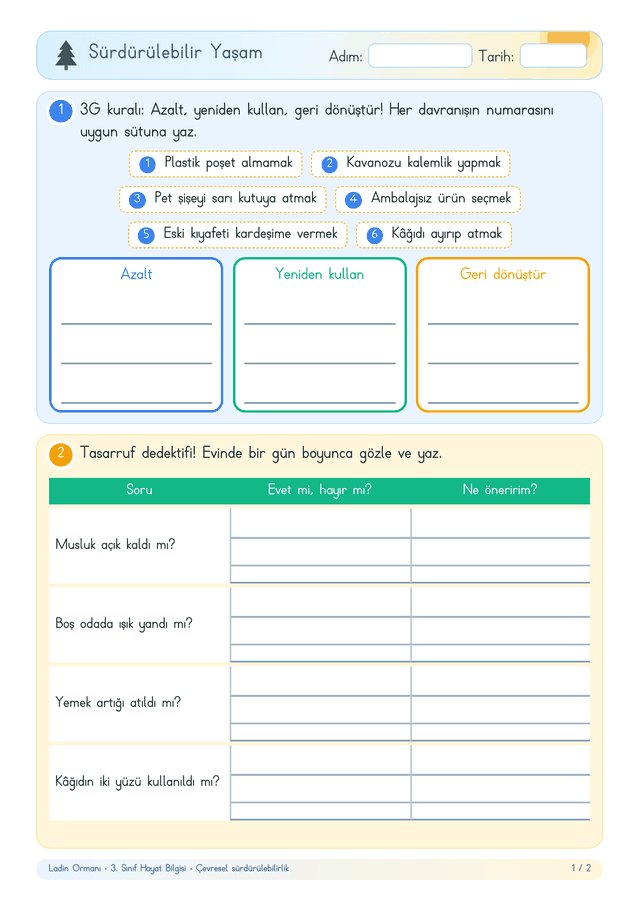 Sürdürülebilir Yaşam
Adım:
Tarih:
1 3G kuralı: Azalt, yeniden kullan, geri dönüştür! Her davranışın numarasını
uygun sütuna yaz.
1 Plastik poşet almamak
2 Kavanozu kalemlik yapmak
3 Pet şişeyi sarı kutuya atmak
4 Ambalajsız ürün seçmek
5 Eski kıyafeti kardeşime vermek
6 Kâğıdı ayırıp atmak
Azalt
Yeniden kullan
Geri dönüştür
2 Tasarruf dedektifi! Evinde bir gün boyunca gözle ve yaz.
Soru
Evet mi, hayır mı?
Ne öneririm?
Musluk açık kaldı mı?
Boş odada ışık yandı mı?
Yemek artığı atıldı mı?
Kâğıdın iki yüzü kullanıldı mı?
Ladin Ormanı • 3. Sınıf Hayat Bilgisi • Çevresel sürdürülebilirlik
1 / 2